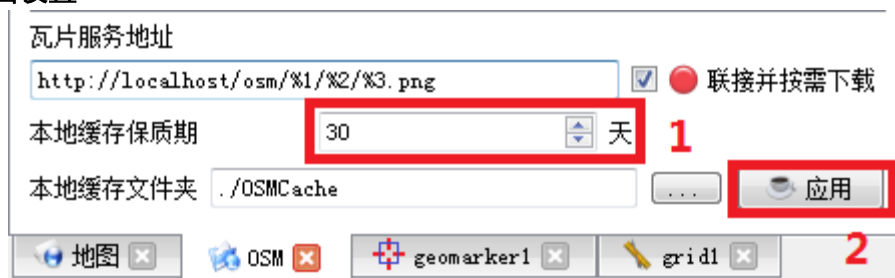 瓦片服务地址
http://localhost/osm/%1/%2/%3.png 联接并按需下载
本地缓存保质期 30 天 1
本地缓存文件夹 ./OSMCache ... 应用
地图 OSM geomarker1 grid1 2